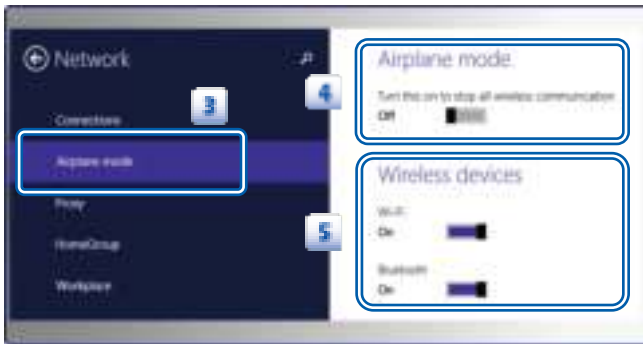 Network
3
Connections
Airplane mode
Proxy
HomeGroup
Workplace
4
Airplane mode
Turn this on to stop all wireless communication
Off
5
Wireless devices
Wi-Fi
On
Bluetooth
On